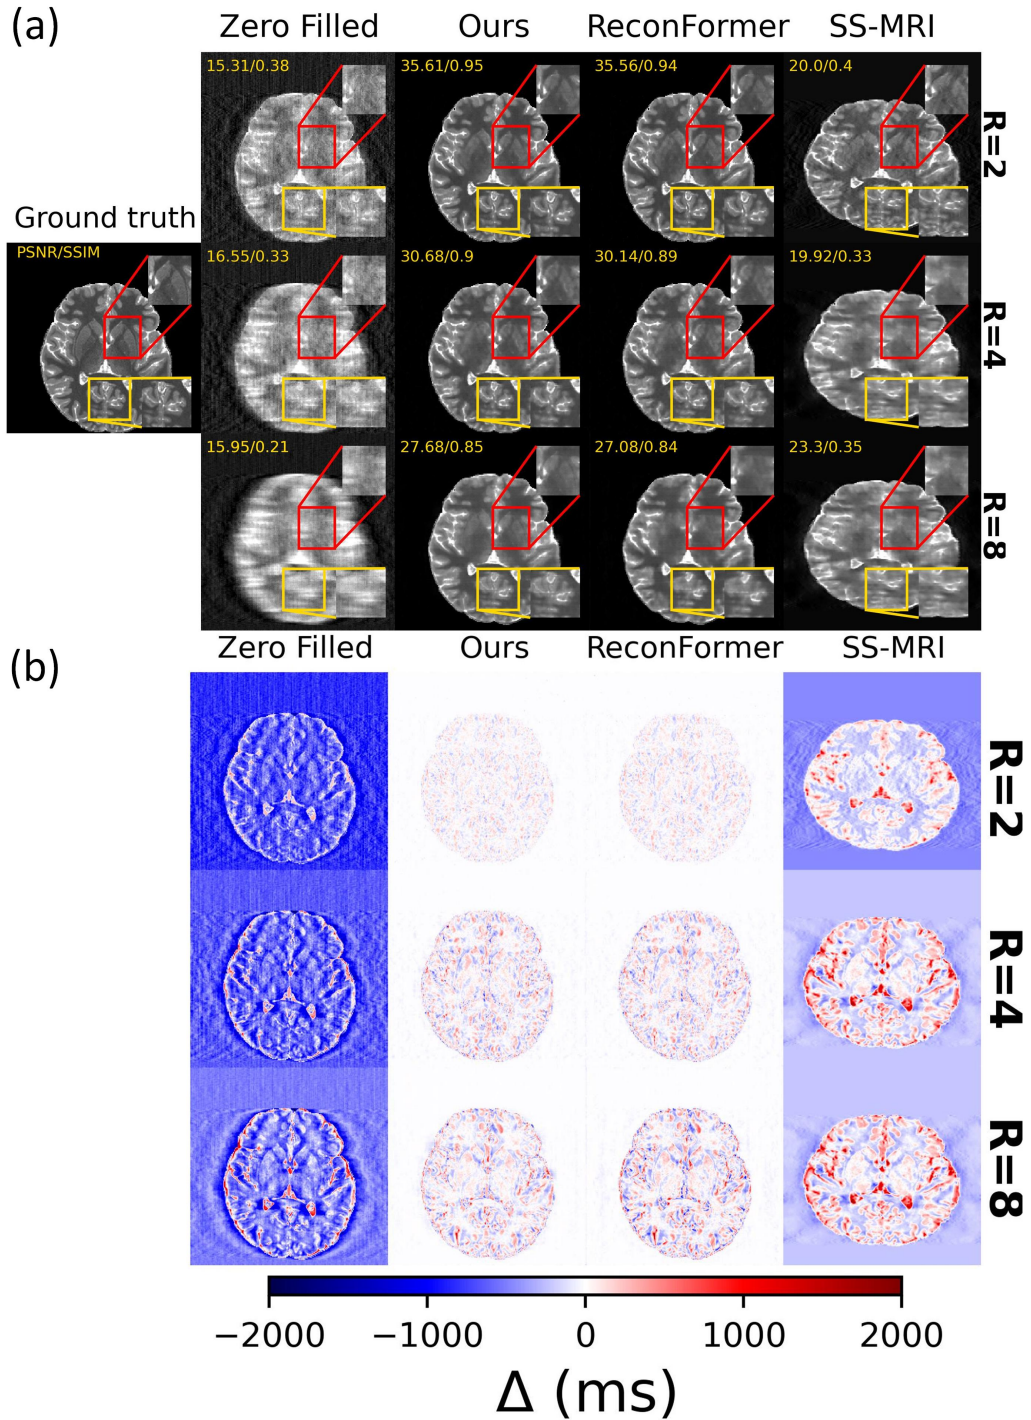 (a)
Zero Filled Ours ReconFormer SS-MRI
15.31/0.38 35.61/0.95 35.56/0.94 20.0/0.4
R=2
Ground truth
PSNR/SSIM
16.55/0.33 30.68/0.9 30.14/0.89 19.92/0.33
R=4
15.95/0.21 27.68/0.85 27.08/0.84 23.3/0.35
R=8
(b)
Zero Filled Ours ReconFormer SS-MRI
R=2
R=4
R=8
−2000 −1000 0 1000 2000
Δ (ms)